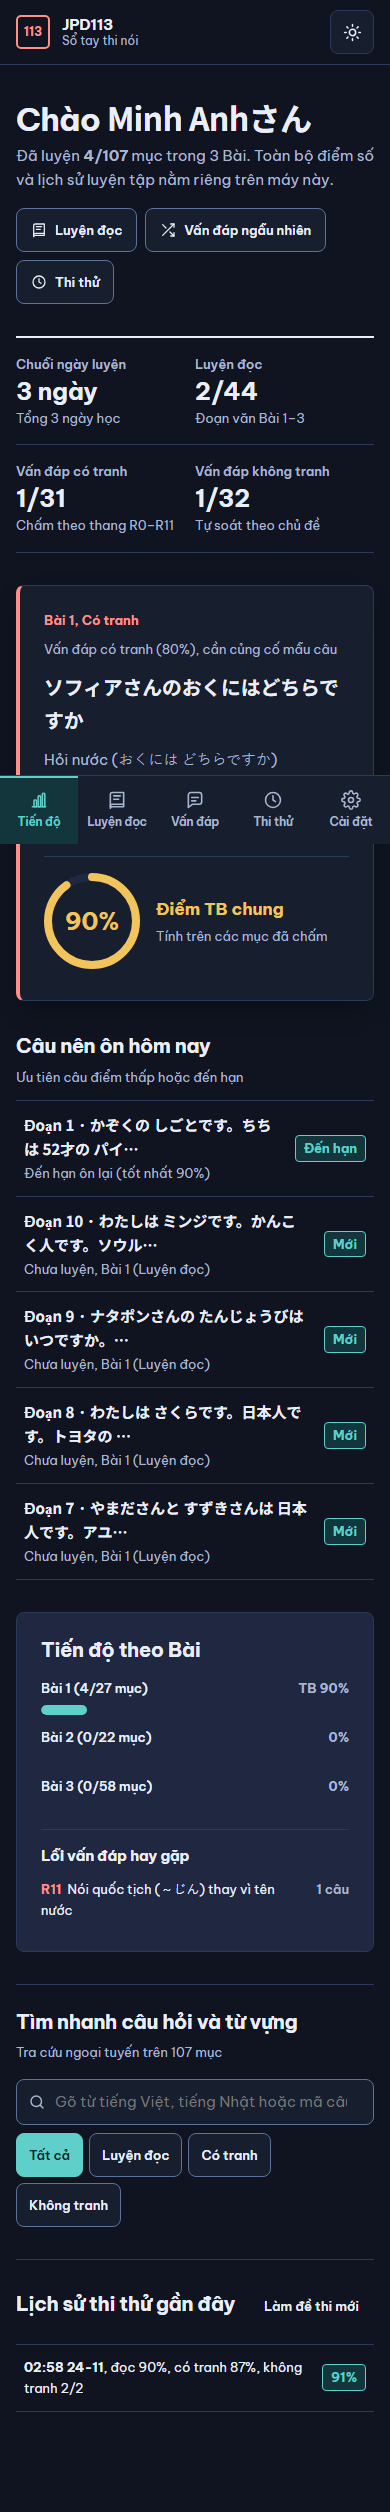 113
JPD113
Sổ tay thi nói
Chào Minh Anhさん
Đã luyện 4/107 mục trong 3 Bài. Toàn bộ điểm số
và lịch sử luyện tập nằm riêng trên máy này.
Luyện đọc
Vấn đáp ngẫu nhiên
Thi thử
Chuỗi ngày luyện
3 ngày
Tổng 3 ngày học
Luyện đọc
2/44
Đoạn văn Bài 1–3
Vấn đáp có tranh
1/31
Chấm theo thang R0–R11
Vấn đáp không tranh
1/32
Tự soát theo chủ đề
Bài 1, Có tranh
Vấn đáp có tranh (80%), cần củng cố mẫu câu
ソフィアさんのおくにはどちらで
すか
Hỏi nước (おくには どちらですか)
Tiến độ
Luyện đọc
Vấn đáp
Thi thử
Cài đặt
90%
Điểm TB chung
Tính trên các mục đã chấm
Câu nên ôn hôm nay
Ưu tiên câu điểm thấp hoặc đến hạn
Đoạn 1・かぞくの しごとです。ちち
は 52才の パイ…
Đến hạn ôn lại (tốt nhất 90%)
Đến hạn
Đoạn 10・わたしは ミンジです。かんこ
く人です。ソウル…
Chưa luyện, Bài 1 (Luyện đọc)
Mới
Đoạn 9・ナタポンさんの たんじょうびは
いつですか。…
Chưa luyện, Bài 1 (Luyện đọc)
Mới
Đoạn 8・わたしは さくらです。日本人で
す。トヨタの …
Chưa luyện, Bài 1 (Luyện đọc)
Mới
Đoạn 7・やまださんと すずきさんは 日本
人です。アユ…
Chưa luyện, Bài 1 (Luyện đọc)
Mới
Tiến độ theo Bài
Bài 1 (4/27 mục)
TB 90%
Bài 2 (0/22 mục)
0%
Bài 3 (0/58 mục)
0%
Lỗi vấn đáp hay gặp
R11 Nói quốc tịch (～じん) thay vì tên
nước
1 câu
Tìm nhanh câu hỏi và từ vựng
Tra cứu ngoại tuyến trên 107 mục
Gõ từ tiếng Việt, tiếng Nhật hoặc mã câu
Tất cả
Luyện đọc
Có tranh
Không tranh
Lịch sử thi thử gần đây
Làm đề thi mới
02:58 24-11, đọc 90%, có tranh 87%, không
tranh 2/2
91%